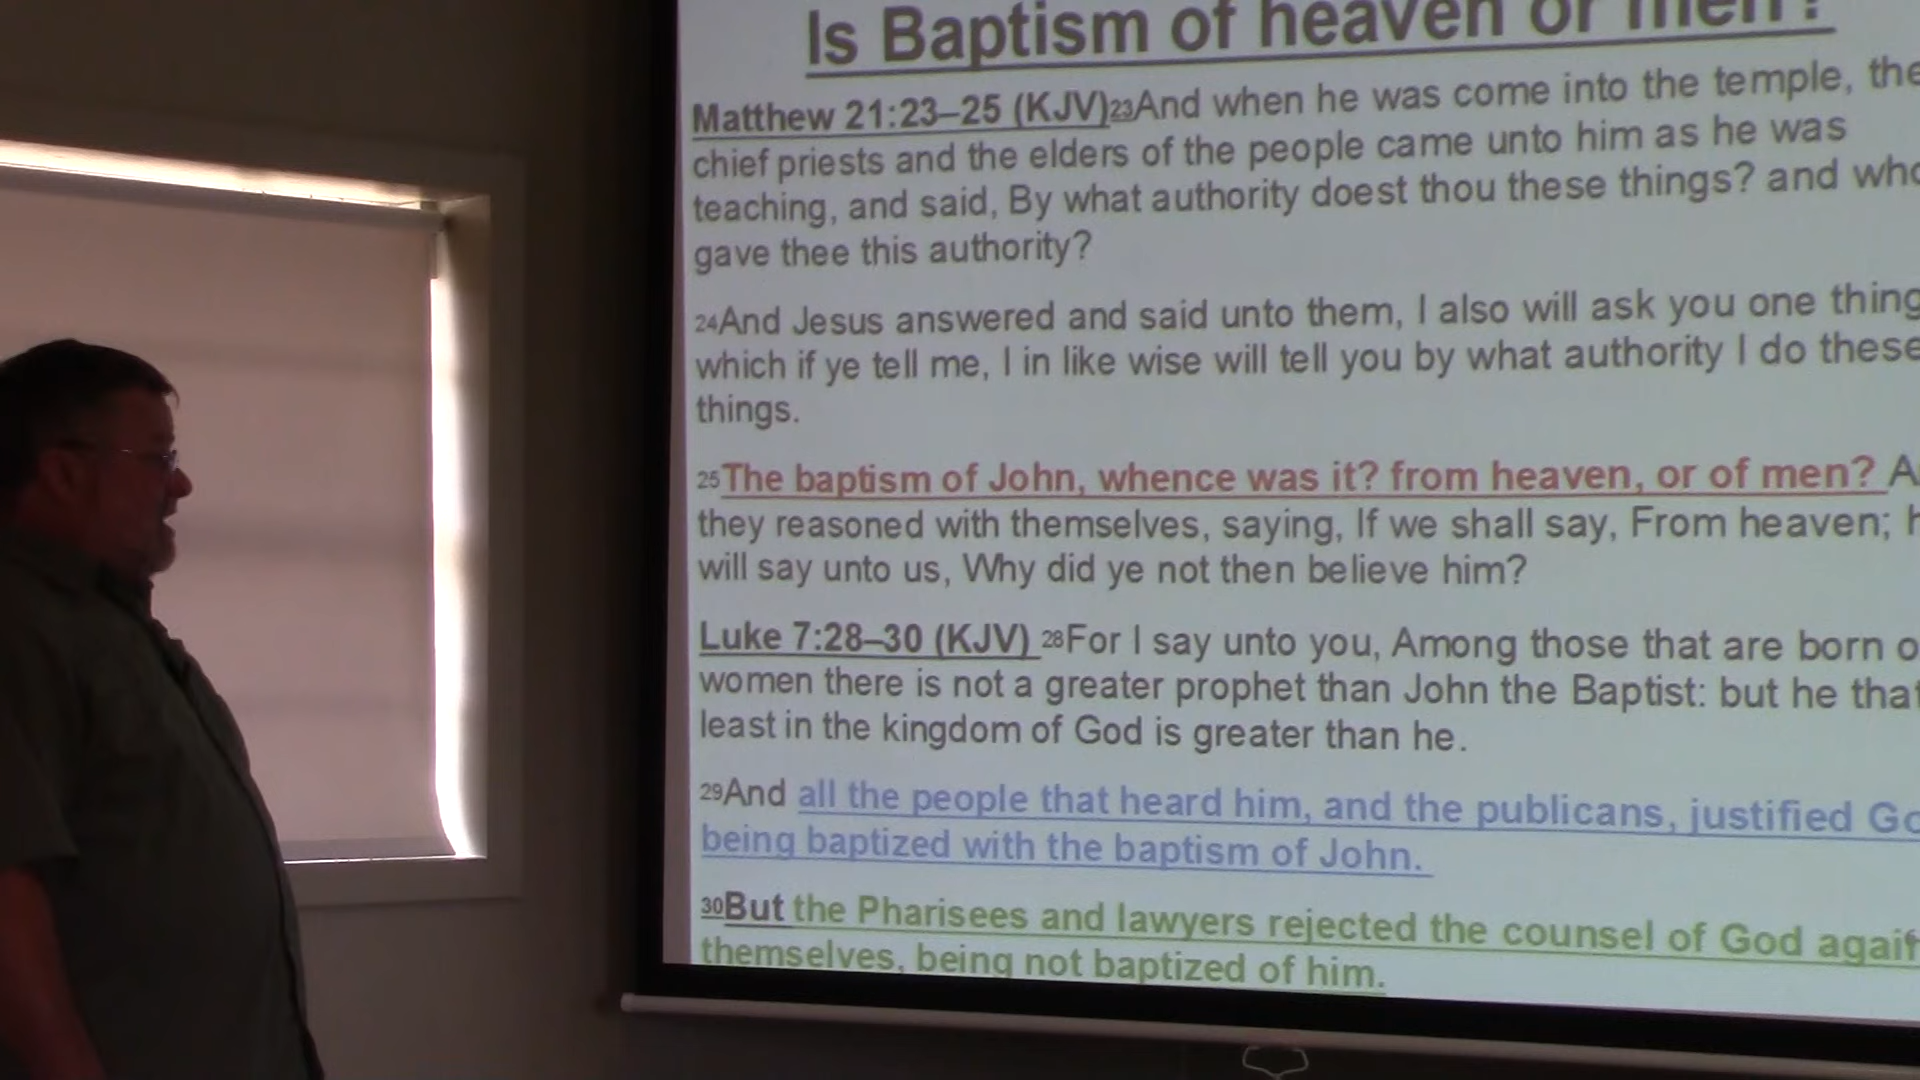 Is Baptism of heaven or men?
Matthew 21:23–25 (KJV)23And when he was come into the temple, the
chief priests and the elders of the people came unto him as he was
teaching, and said, By what authority doest thou these things? and who
gave thee this authority?
24And Jesus answered and said unto them, I also will ask you one thing
which if ye tell me, I in like wise will tell you by what authority I do these
things.
25The baptism of John, whence was it? from heaven, or of men? A
they reasoned with themselves, saying, If we shall say, From heaven; h
will say unto us, Why did ye not then believe him?
Luke 7:28–30 (KJV) 28For I say unto you, Among those that are born o
women there is not a greater prophet than John the Baptist: but he that
least in the kingdom of God is greater than he.
29And all the people that heard him, and the publicans, justified Go
being baptized with the baptism of John.
30But the Pharisees and lawyers rejected the counsel of God again
themselves, being not baptized of him.